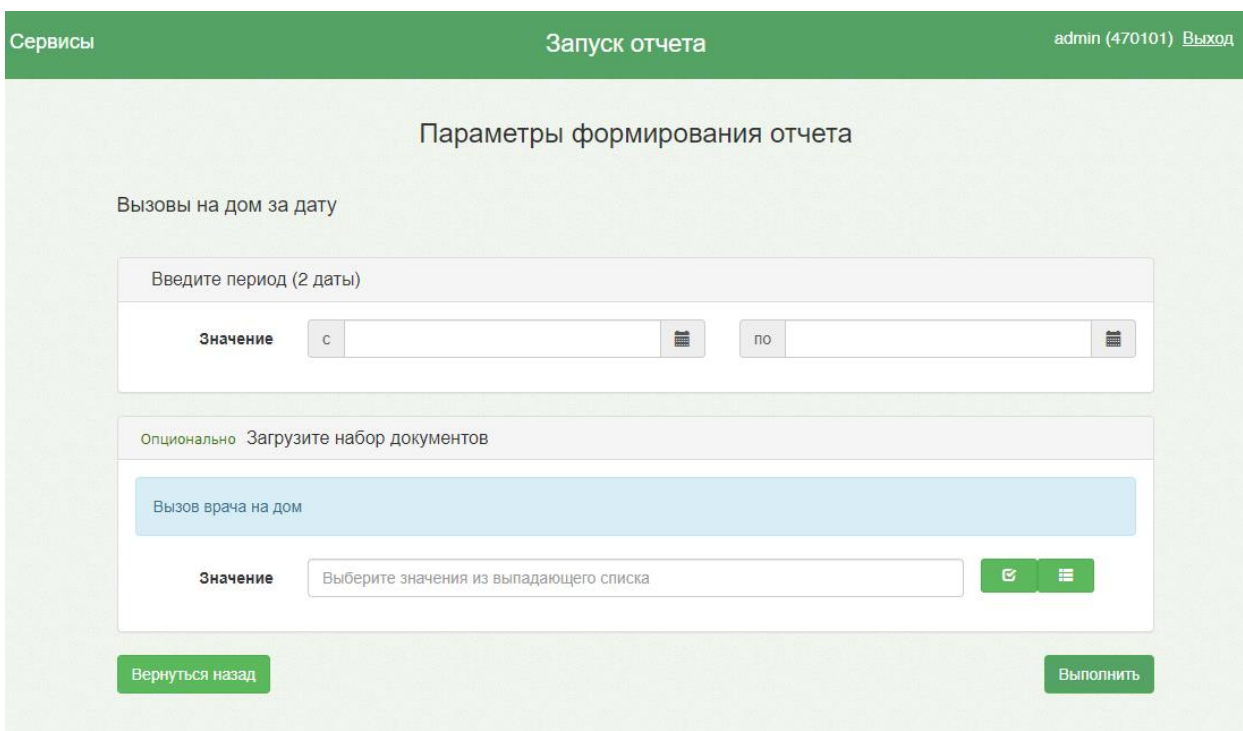 Сервисы Запуск отчета admin (470101) Выход
Параметры формирования отчета
Вызовы на дом за дату
Введите период (2 даты)
Значение с по
Опционально Загрузите набор документов
Вызов врача на дом
Значение Выберите значения из выпадающего списка
Вернуться назад Выполнить